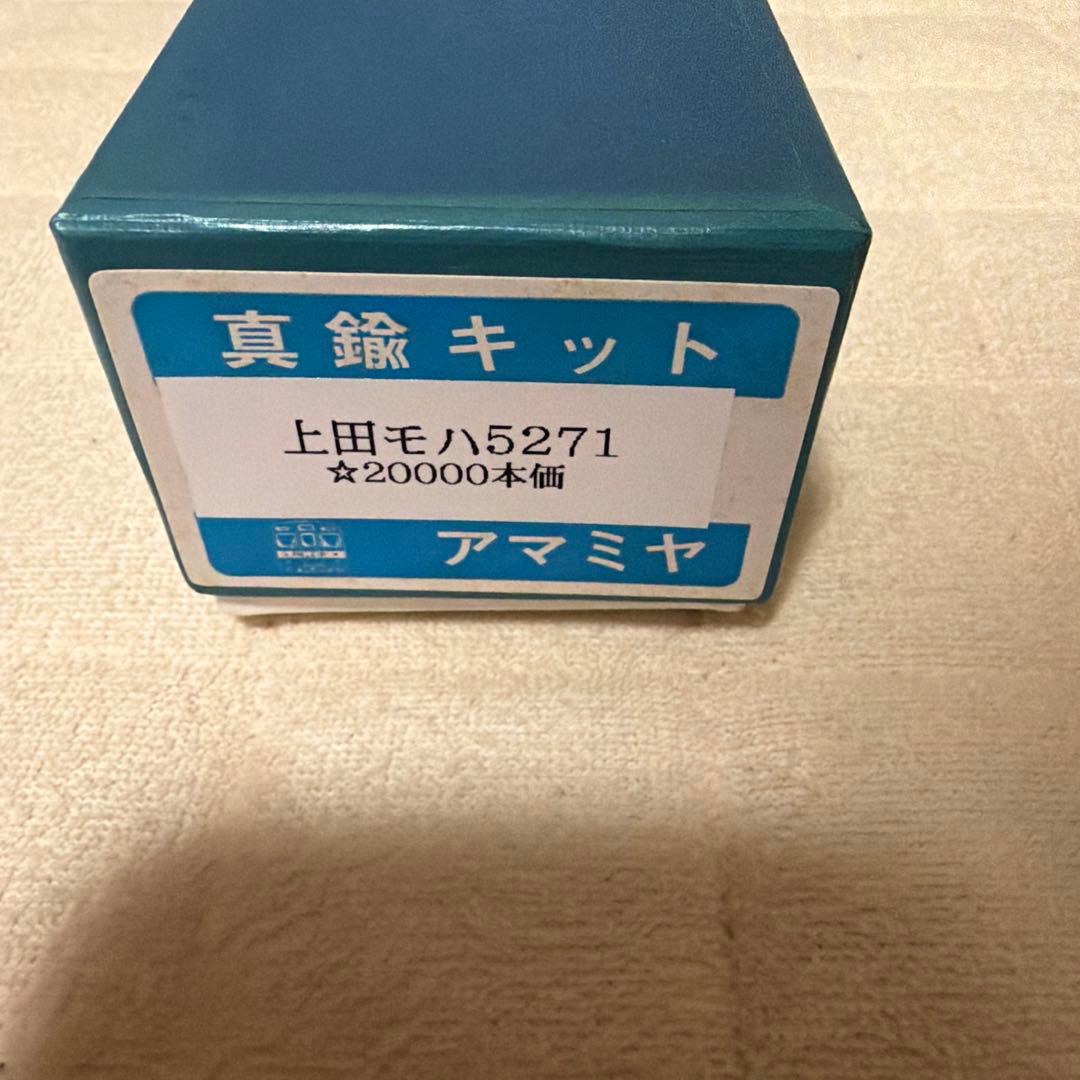 真鍮キット
上田モハ5271
☆20000本価
アマミヤ